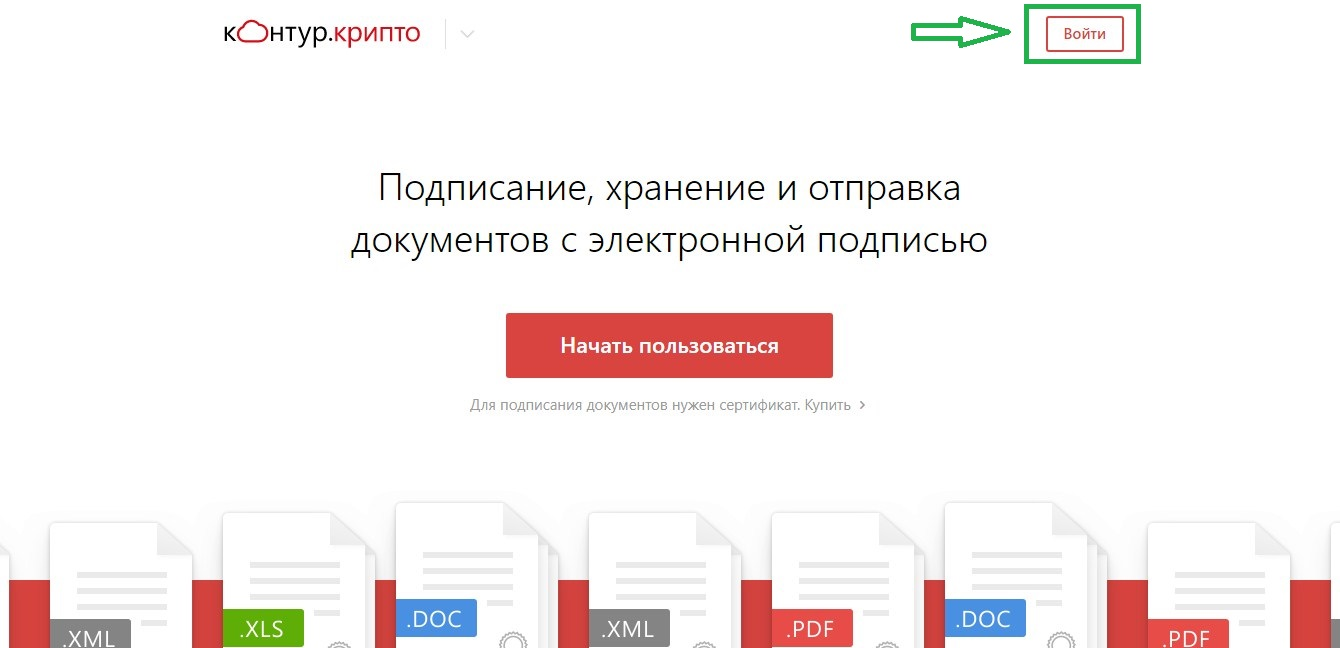 контур.крипто
Войти
Подписание, хранение и отправка
документов с электронной подписью
Начать пользоваться
Для подписания документов нужен сертификат. Купить >
.XML
.XLS
.DOC
.XML
.PDF
.DOC
.PDF